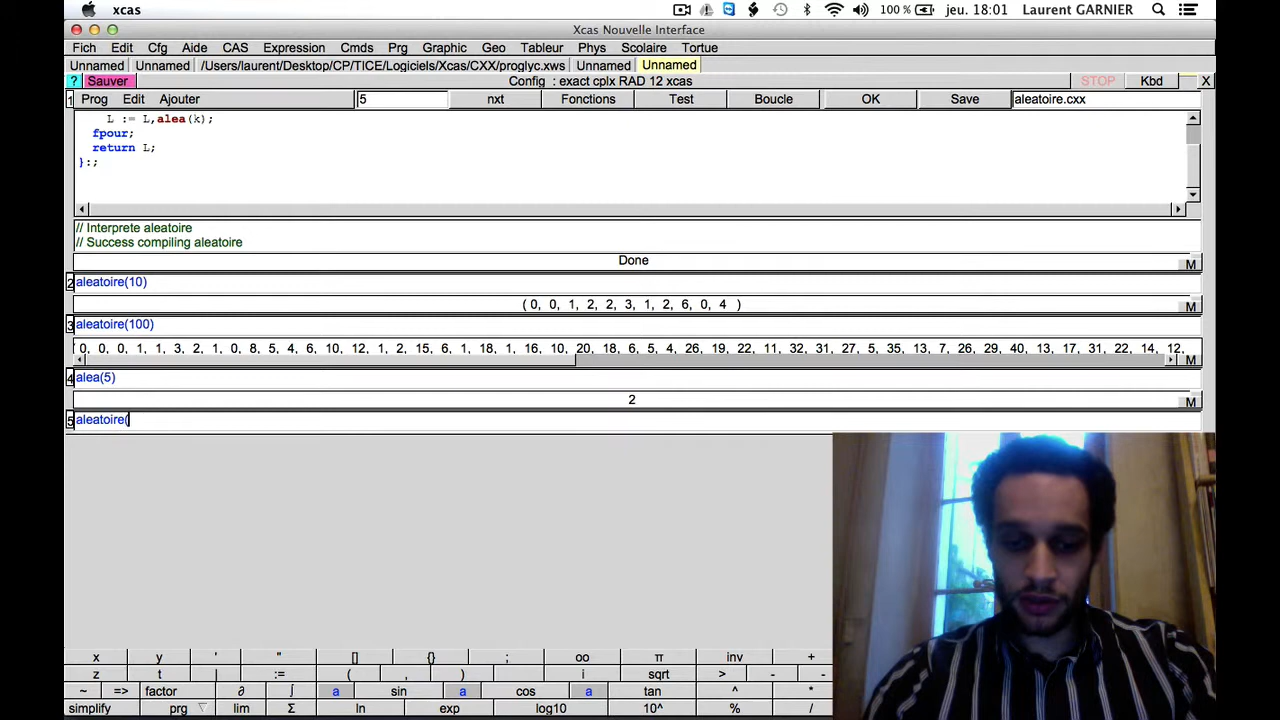 xcas 100 % jeu. 18:01 Laurent GARNIER
Xcas Nouvelle Interface
Fich Edit Cfg Aide CAS Expression Cmds Prg Graphic Geo Tableur Phys Scolaire Tortue
Unnamed Unnamed /Users/laurent/Desktop/CP/TICE/Logiciels/Xcas/CXX/proglyc.xws Unnamed Unnamed
? Sauver Config : exact cplx RAD 12 xcas STOP Kbd X
1 Prog Edit Ajouter 5 nxt Fonctions Test Boucle OK Save aleatoire.cxx
L := L,alea(k);
fpour;
return L;
}:;
// Interprete aleatoire
// Success compiling aleatoire
Done M
2 aleatoire(10)
( 0, 0, 1, 2, 2, 3, 1, 2, 6, 0, 4 ) M
3 aleatoire(100)
0, 0, 0, 1, 1, 3, 2, 1, 0, 8, 5, 4, 6, 10, 12, 1, 2, 15, 6, 1, 18, 1, 16, 10, 20, 18, 6, 5, 4, 26, 19, 22, 11, 32, 31, 27, 5, 35, 13, 7, 26, 29, 40, 13, 17, 31, 22, 14, 12, M
4 alea(5)
2 M
5 aleatoire(
x y ' " [] {} ; oo π inv +
z t | := ( , ) i sqrt > - -
~ => factor ∂ ∫ a sin a cos a tan ^ *
simplify prg lim Σ ln exp log10 10^ % /